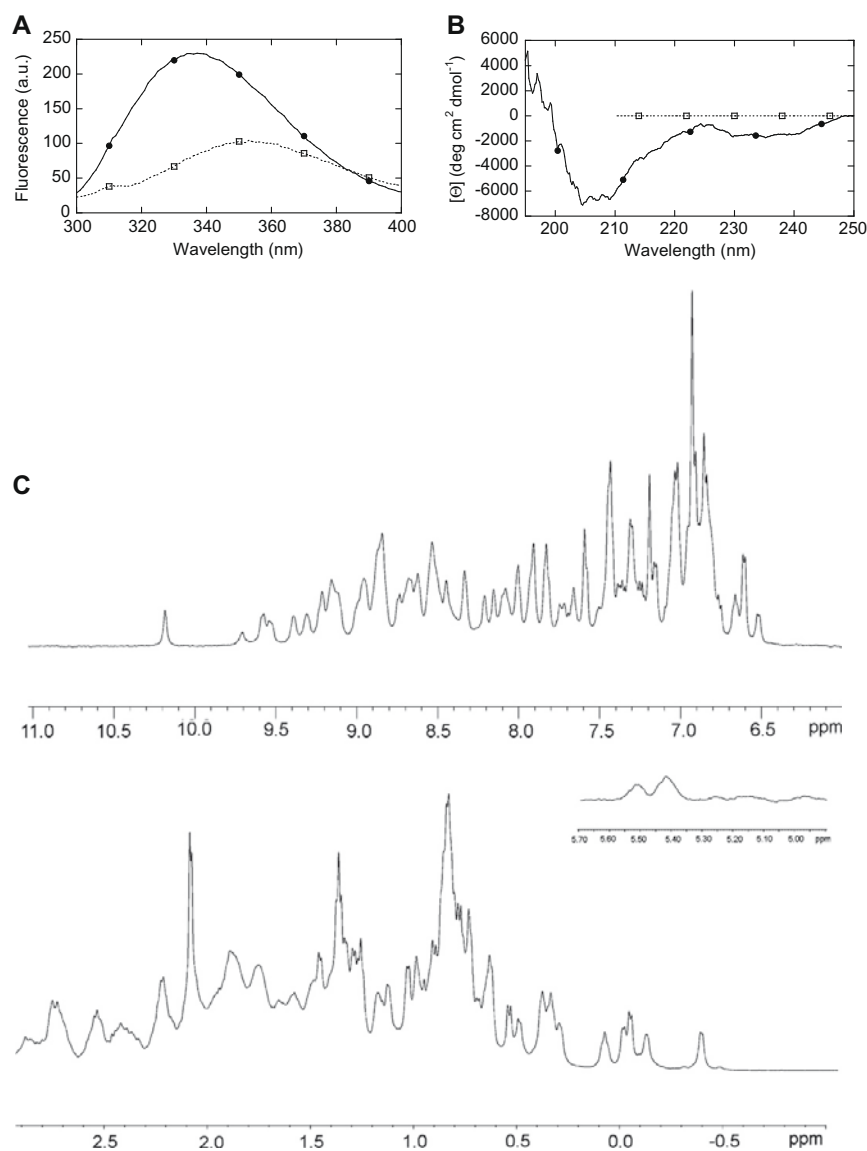 A
B
250
200
150
100
50
0
Fluorescence (a.u.)
300 320 340 360 380 400
Wavelength (nm)
6000
4000
2000
0
-2000
-4000
-6000
-8000
[Θ] (deg cm² dmol⁻¹)
200 210 220 230 240 250
Wavelength (nm)
C
11.0 10.5 9.5 9.0 8.5 8.0 7.5 7.0 6.5 ppm
5.70 5.60 5.50 5.40 5.30 5.20 5.10 5.00 ppm
2.5 2.0 1.5 1.0 0.5 0.0 -0.5 ppm